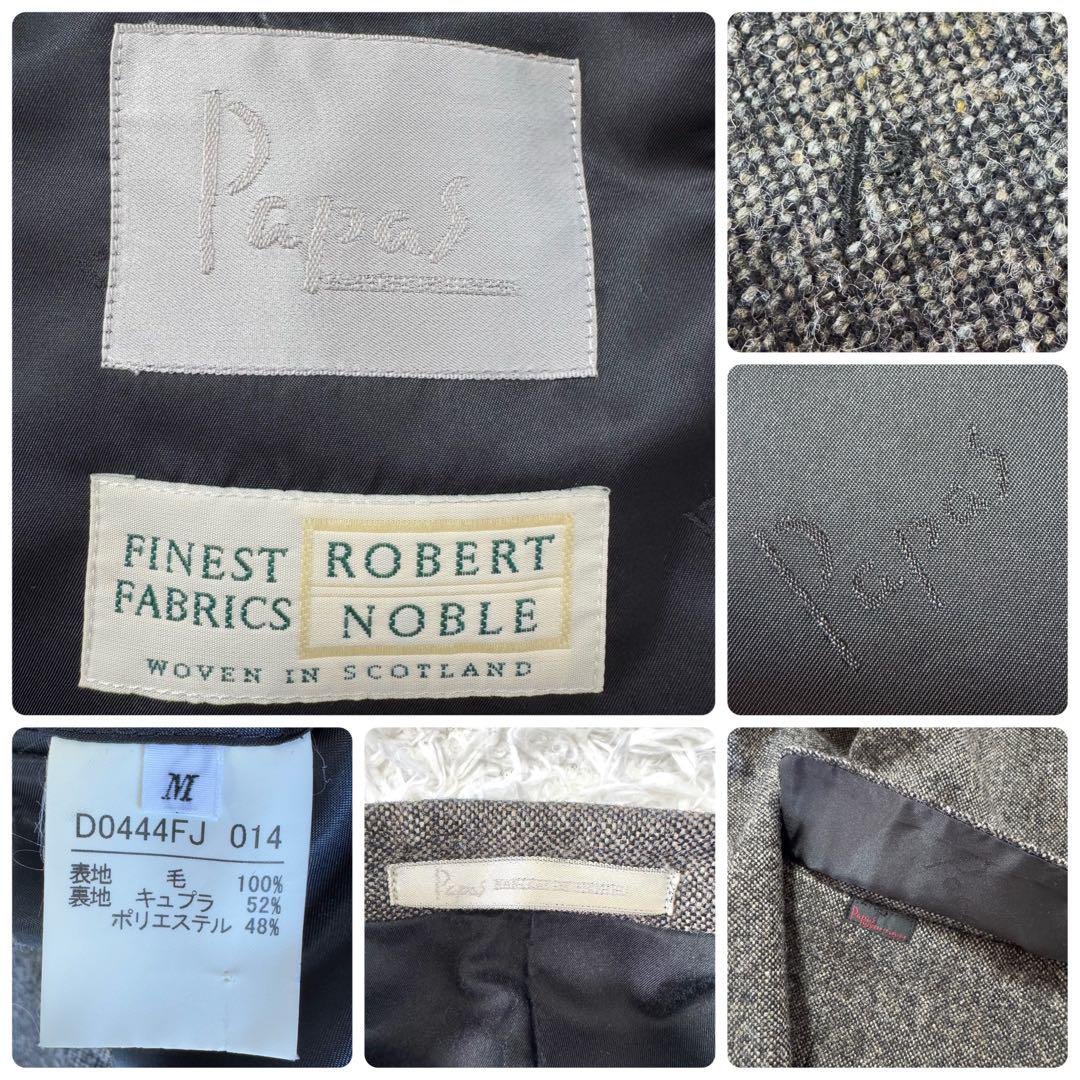 Papas
FINEST
FABRICS
ROBERT
NOBLE
WOVEN IN SCOTLAND
P
Papas
M
D0444FJ 014
表地 毛 100%
裏地 キュプラ 52%
ポリエステル 48%
Papas
Papas